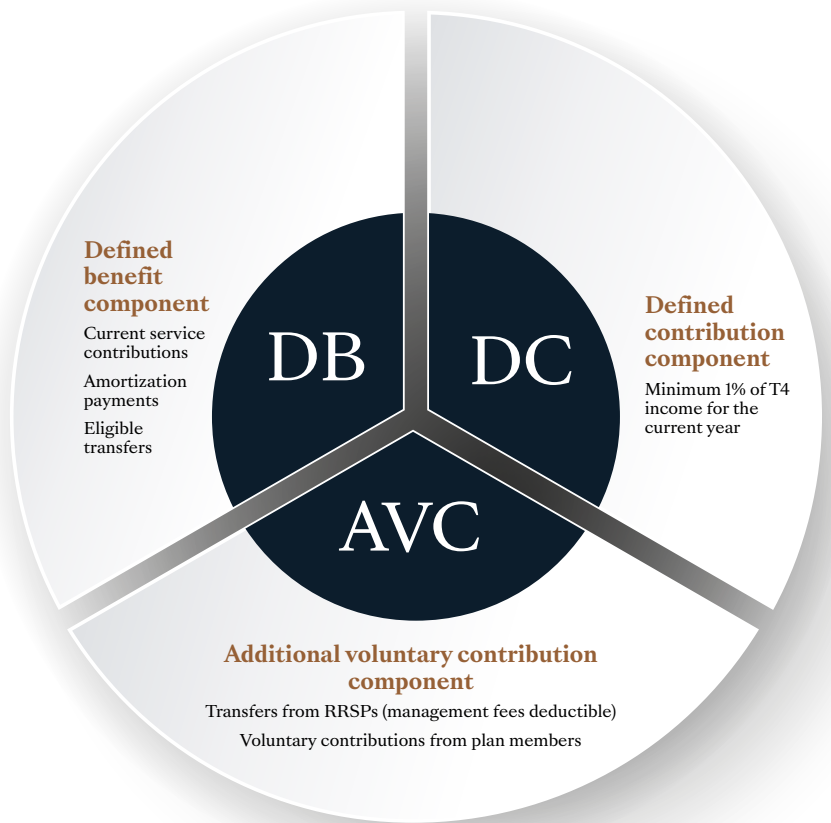 Defined
benefit
component
Current service
contributions
Amortization
payments
Eligible
transfers
DB
DC
Defined
contribution
component
Minimum 1% of T4
income for the
current year
AVC
Additional voluntary contribution
component
Transfers from RRSPs (management fees deductible)
Voluntary contributions from plan members